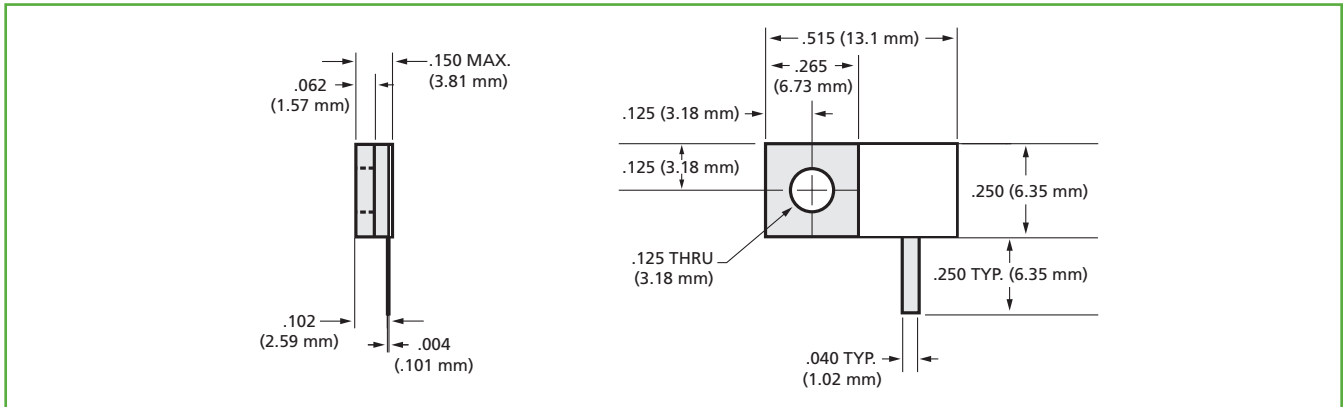 .150 MAX.
(3.81 mm)
.062
(1.57 mm)
.102
(2.59 mm)
.004
(.101 mm)
.515 (13.1 mm)
.265
(6.73 mm)
.125 (3.18 mm)
.125 (3.18 mm)
.250 (6.35 mm)
.125 THRU
(3.18 mm)
.250 TYP. (6.35 mm)
.040 TYP.
(1.02 mm)